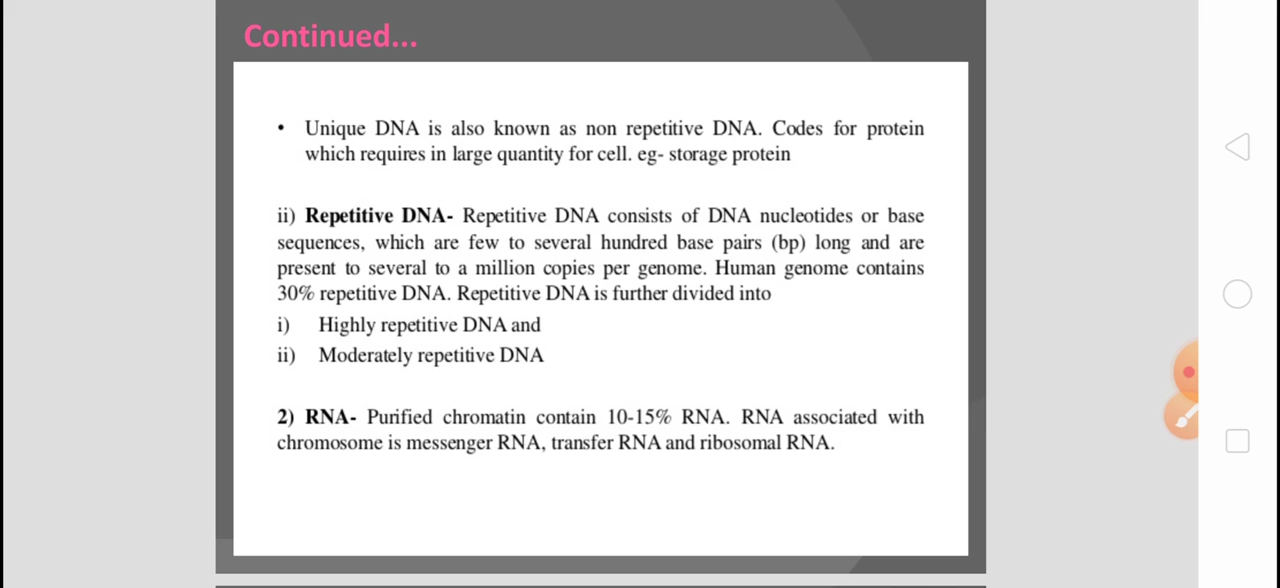 Continued...
• Unique DNA is also known as non repetitive DNA. Codes for protein
which requires in large quantity for cell. eg- storage protein
ii) Repetitive DNA- Repetitive DNA consists of DNA nucleotides or base
sequences, which are few to several hundred base pairs (bp) long and are
present to several to a million copies per genome. Human genome contains
30% repetitive DNA. Repetitive DNA is further divided into
i) Highly repetitive DNA and
ii) Moderately repetitive DNA
2) RNA- Purified chromatin contain 10-15% RNA. RNA associated with
chromosome is messenger RNA, transfer RNA and ribosomal RNA.